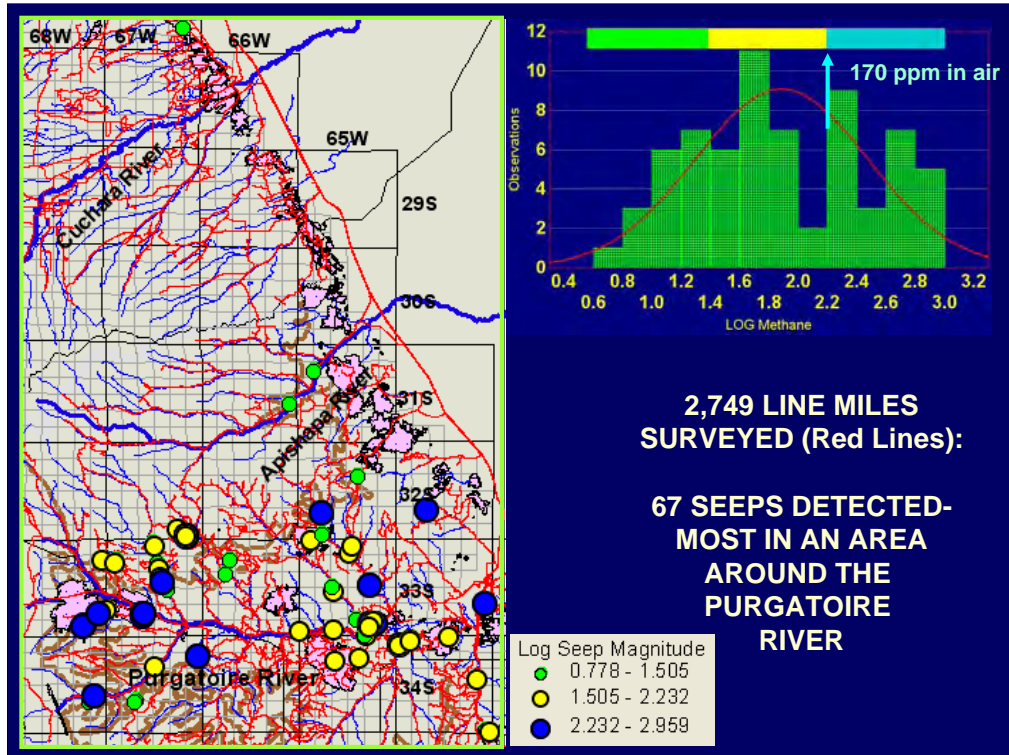 68W
67W
66W
65W
Cuchara River
29S
30S
31S
Apishapa River
32S
33S
Purgatoire River
34S
12
10
8
6
4
2
0
Observations
170 ppm in air
0.4 0.8 1.2 1.6 2.0 2.4 2.8 3.2
0.6 1.0 1.4 1.8 2.2 2.6 3.0
LOG Methane
2,749 LINE MILES
SURVEYED (Red Lines):
67 SEEPS DETECTED-
MOST IN AN AREA
AROUND THE
PURGATOIRE
RIVER
Log Seep Magnitude
0.778 - 1.505
1.505 - 2.232
2.232 - 2.959